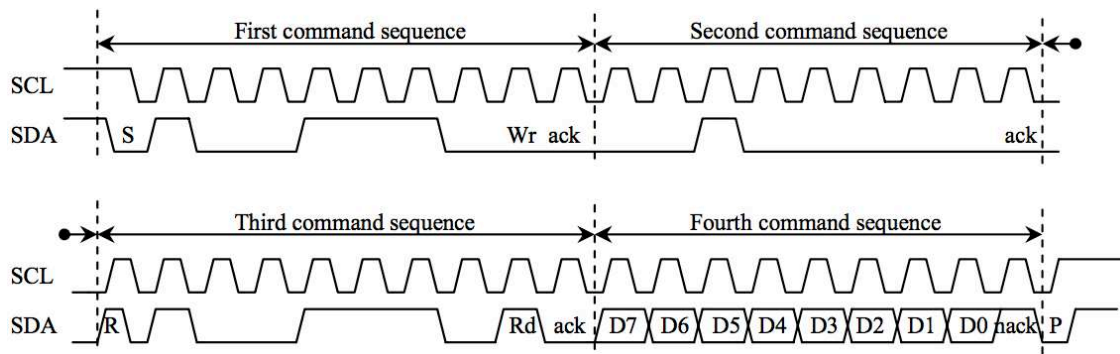 First command sequence Second command sequence
SCL
SDA S Wr ack ack
Third command sequence Fourth command sequence
SCL
SDA R Rd ack D7 D6 D5 D4 D3 D2 D1 D0 nack P